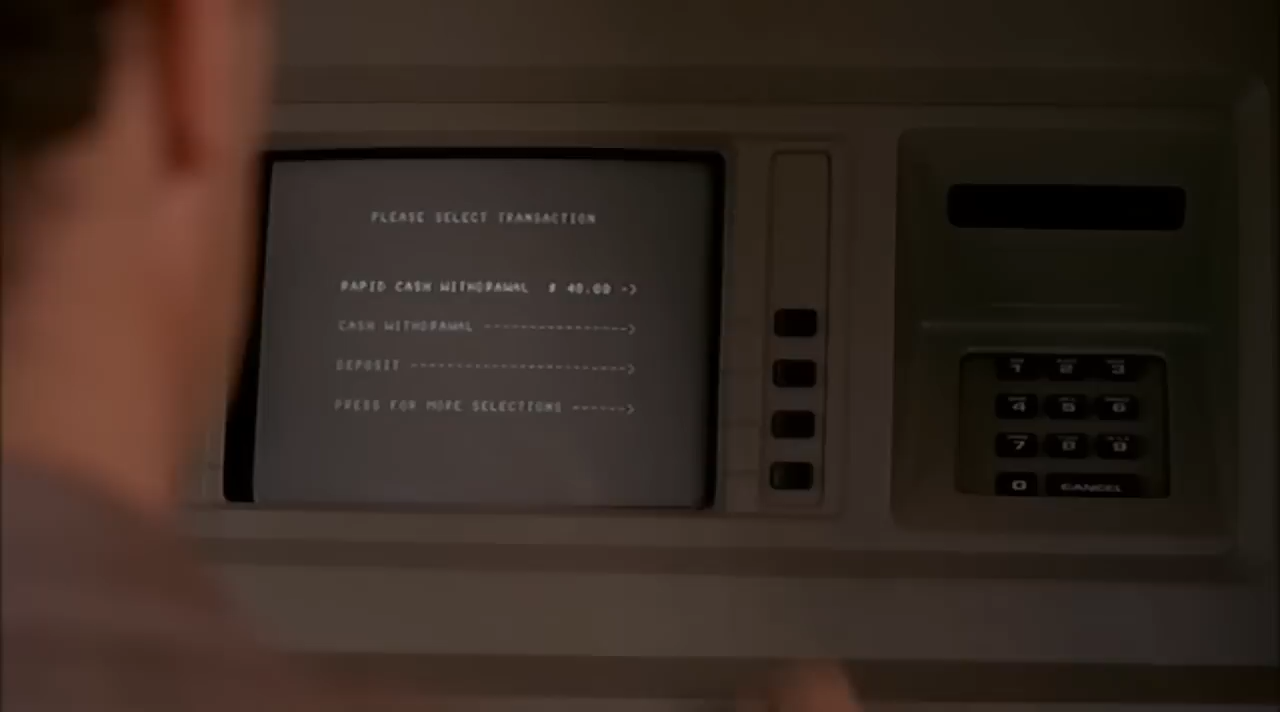 PLEASE SELECT TRANSACTION
RAPID CASH WITHDRAWAL $ 40.00 ->
CASH WITHDRAWAL --------------->
DEPOSIT ----------------------->
PRESS FOR MORE SELECTIONS ------>
1 2 3
4 5 6
7 8 9
0 CANCEL